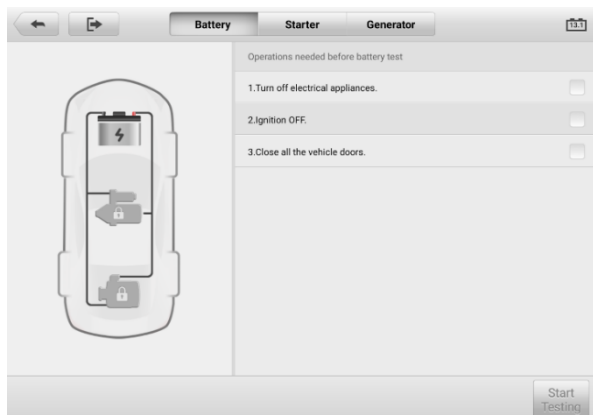 Battery
Starter
Generator
13.1
Operations needed before battery test
1.Turn off electrical appliances.
2.Ignition OFF.
3.Close all the vehicle doors.
Start
Testing